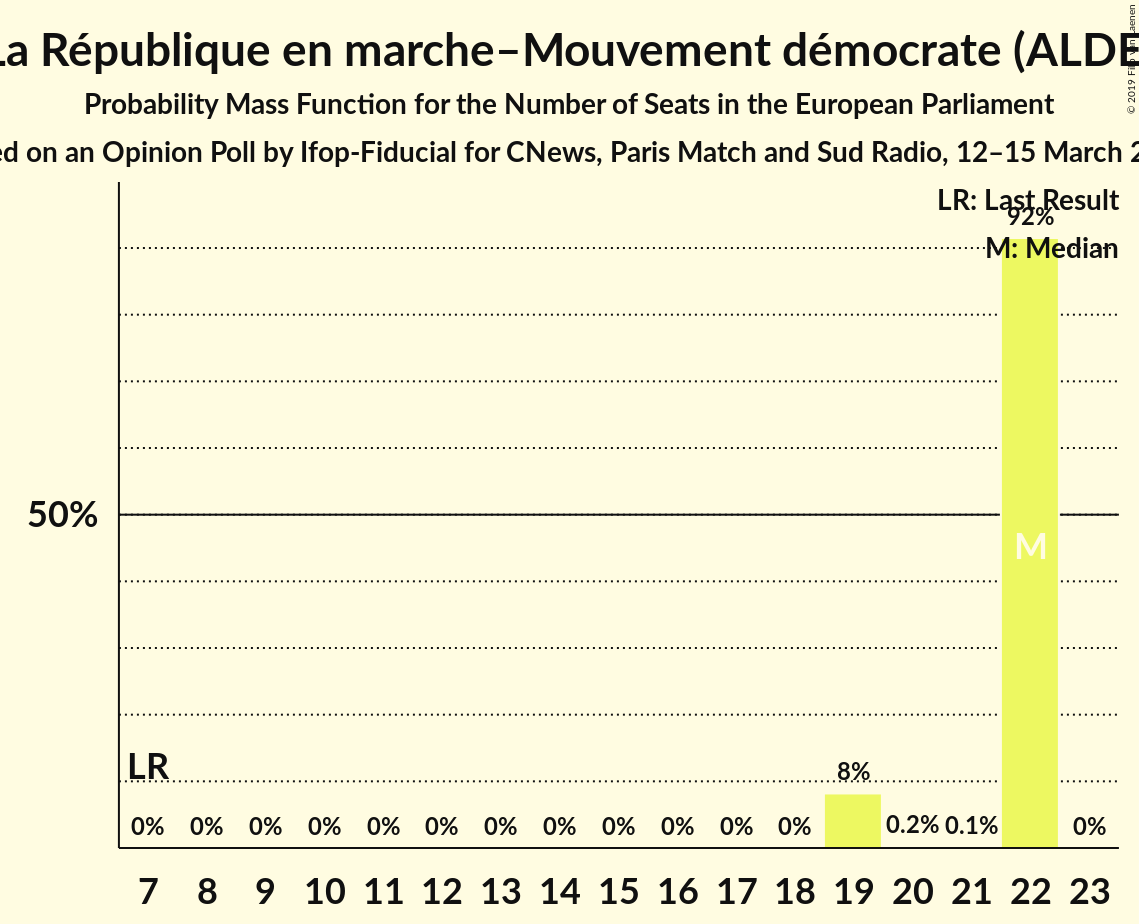 La République en marche–Mouvement démocrate (ALDE
Probability Mass Function for the Number of Seats in the European Parliament
ed on an Opinion Poll by Ifop-Fiducial for CNews, Paris Match and Sud Radio, 12–15 March 2
© 2019
LR: Last Result
92%
M: Median
50%
M
LR
8%
0% 0% 0% 0% 0% 0% 0% 0% 0% 0% 0% 0% 0.2% 0.1% 0%
7 8 9 10 11 12 13 14 15 16 17 18 19 20 21 22 23